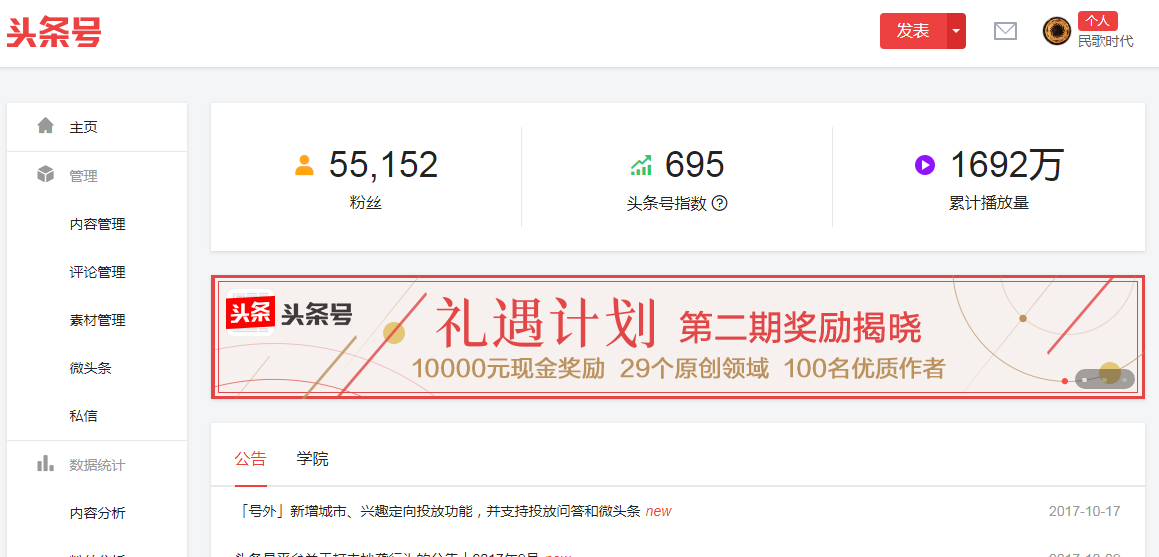 头条号
发表
个人
民歌时代
主页
管理
内容管理
评论管理
素材管理
微头条
私信
数据统计
内容分析
55,152
粉丝
695
头条号指数
1692万
累计播放量
头条 头条号
礼遇计划 第二期奖励揭晓
10000元现金奖励 29个原创领域 100名优质作者
公告 学院
「号外」新增城市、兴趣定向投放功能，并支持投放问答和微头条 new 2017-10-17